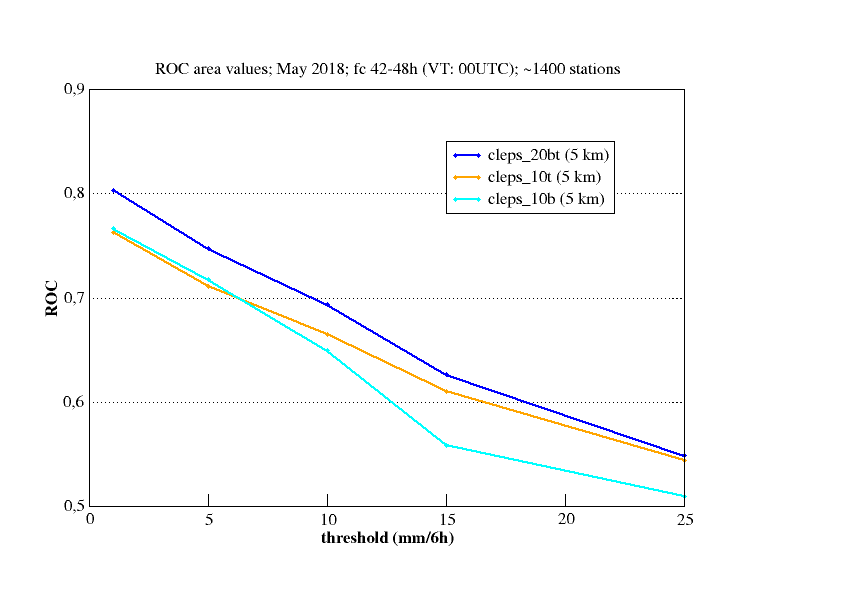 ROC area values; May 2018; fc 42-48h (VT: 00UTC); ~1400 stations
0,9
cleps_20bt (5 km)
cleps_10t (5 km)
cleps_10b (5 km)
0,8
0,7
ROC
0,6
0,5
0 5 10 15 20 25
threshold (mm/6h)